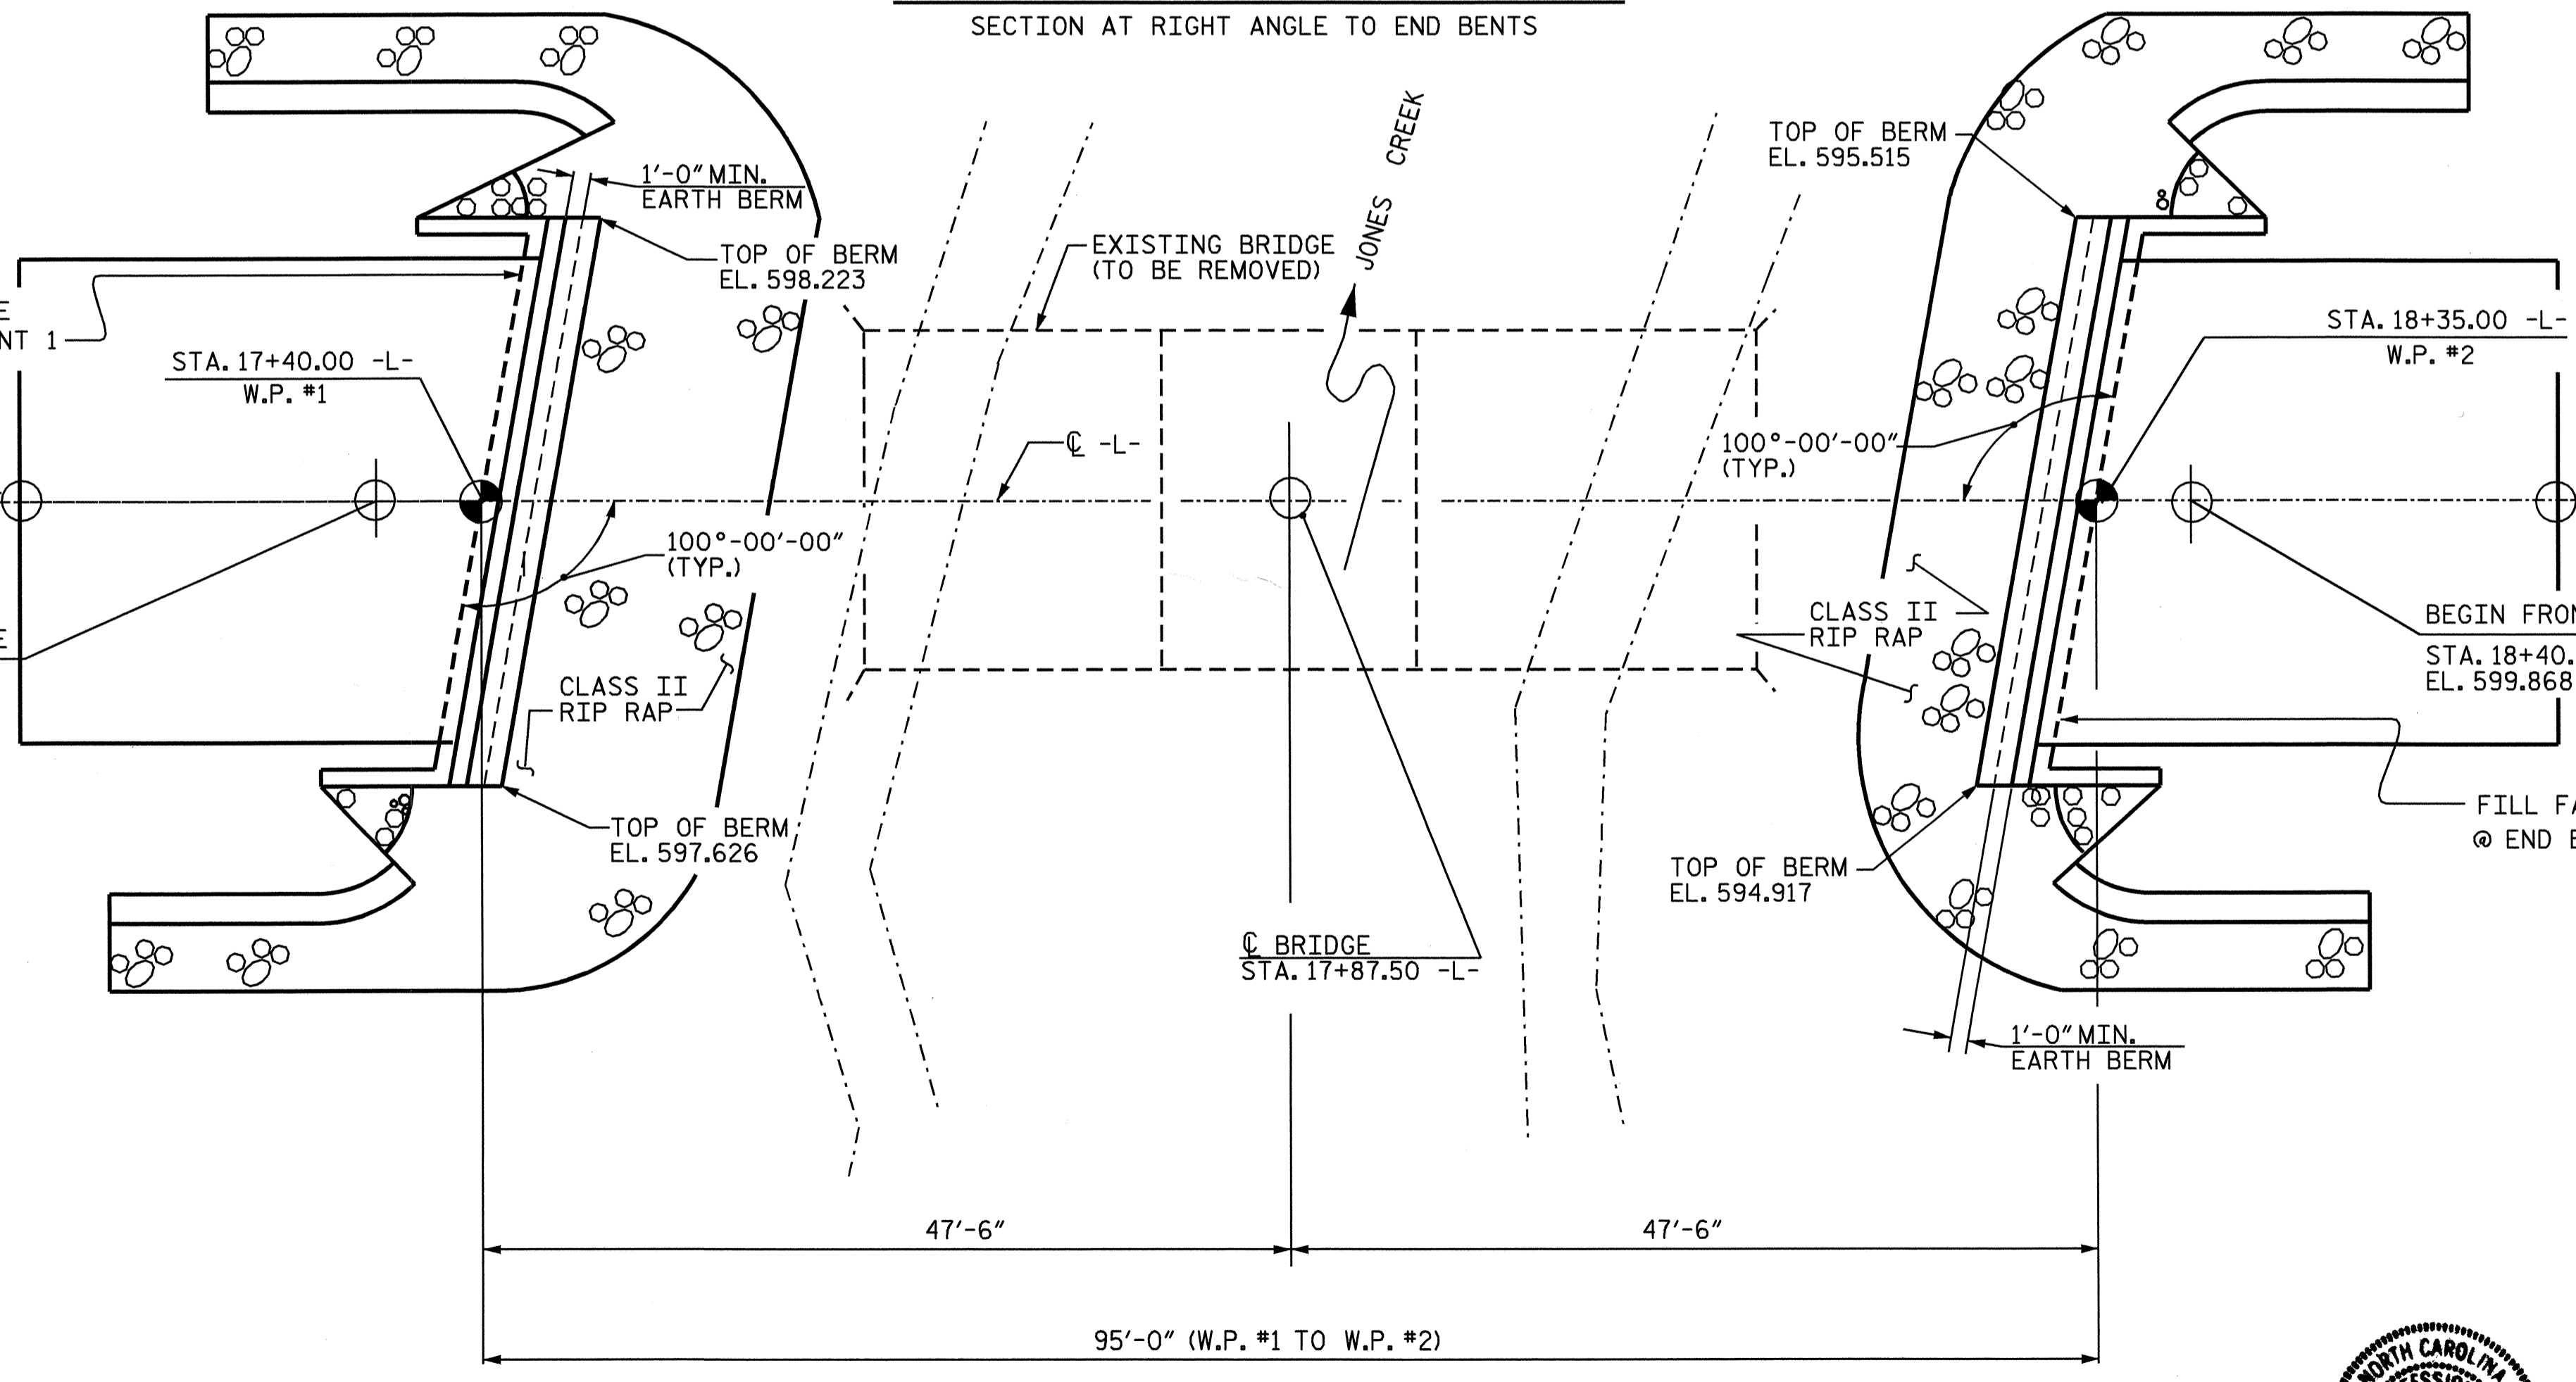 SECTION AT RIGHT ANGLE TO END BENTS
1'-0" MIN.
EARTH BERM
TOP OF BERM
EL. 598.223
EXISTING BRIDGE
(TO BE REMOVED)
JONES CREEK
TOP OF BERM
EL. 595.515
E
NT 1
STA. 17+40.00 -L-
W.P. #1
STA. 18+35.00 -L-
W.P. #2
℄ -L-
100°-00'-00"
(TYP.)
100°-00'-00"
(TYP.)
E
CLASS II
RIP RAP
CLASS II
RIP RAP
BEGIN FRON
STA. 18+40.
EL. 599.868
TOP OF BERM
EL. 597.626
FILL FA
@ END B
TOP OF BERM
EL. 594.917
℄ BRIDGE
STA. 17+87.50 -L-
1'-0" MIN.
EARTH BERM
47'-6"
47'-6"
95'-0" (W.P. #1 TO W.P. #2)
NORTH CAROLINA